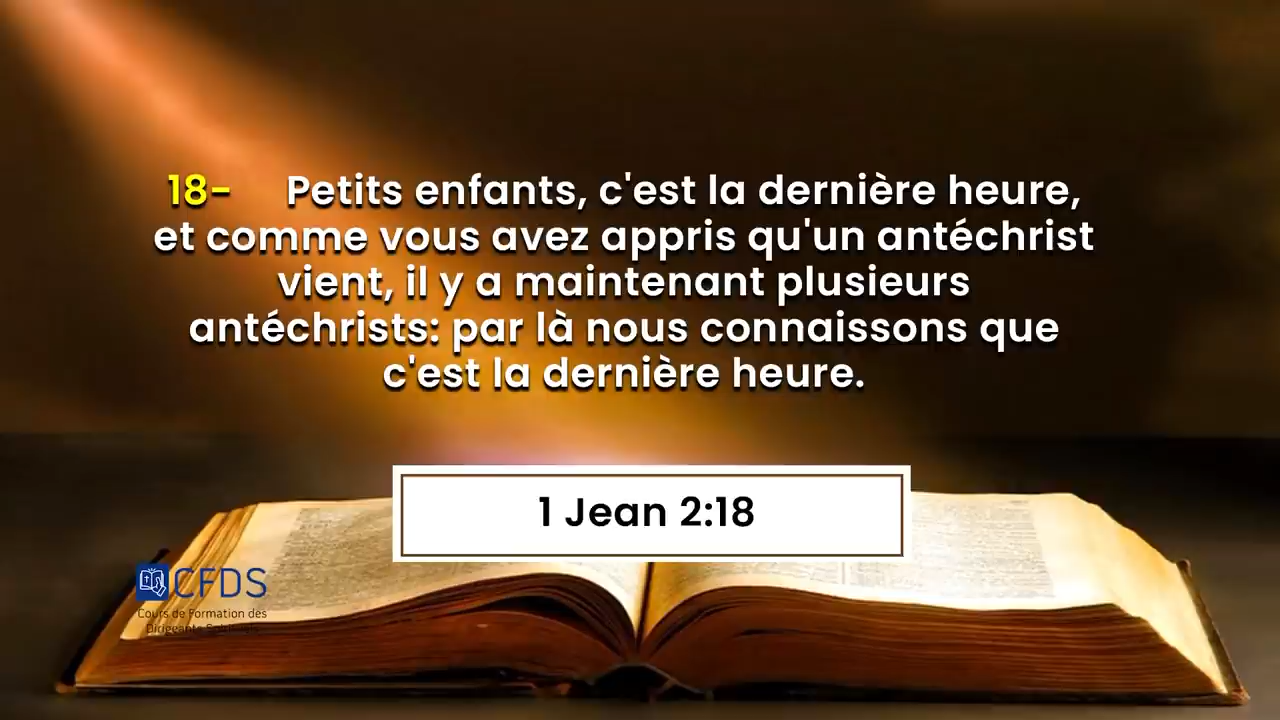 18- Petits enfants, c'est la dernière heure,
et comme vous avez appris qu'un antéchrist
vient, il y a maintenant plusieurs
antéchrists: par là nous connaissons que
c'est la dernière heure.
1 Jean 2:18
CFDS
Cours de Formation des
Dirigeants